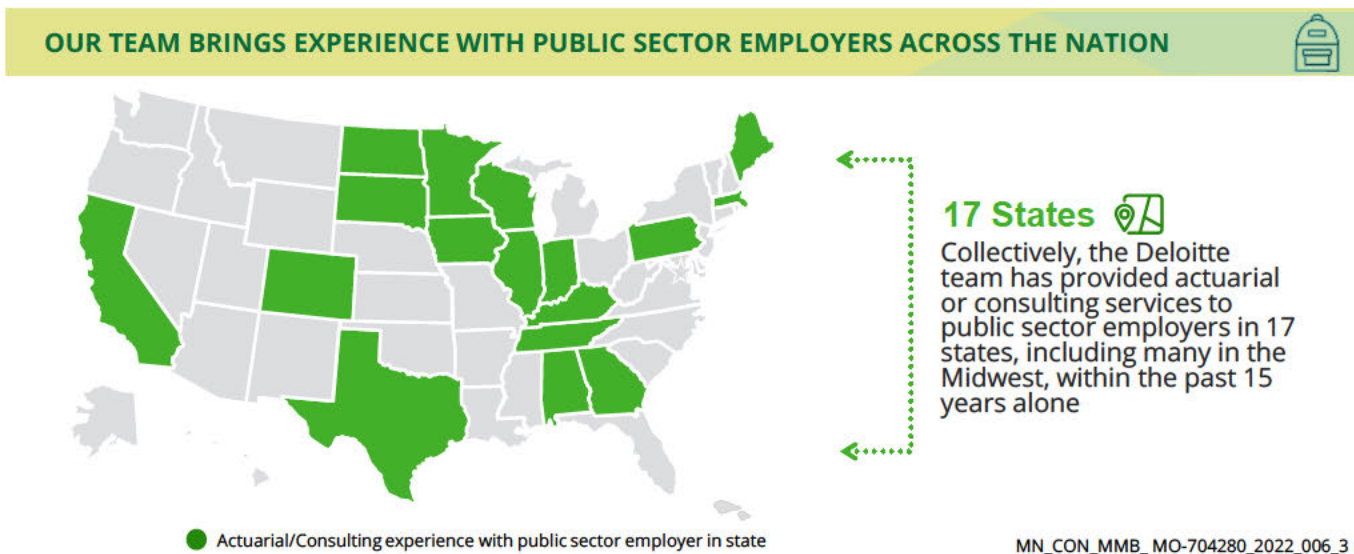 OUR TEAM BRINGS EXPERIENCE WITH PUBLIC SECTOR EMPLOYERS ACROSS THE NATION
17 States
Collectively, the Deloitte
team has provided actuarial
or consulting services to
public sector employers in 17
states, including many in the
Midwest, within the past 15
years alone
Actuarial/Consulting experience with public sector employer in state
MN_CON_MMB_ MO-704280_2022_006_3